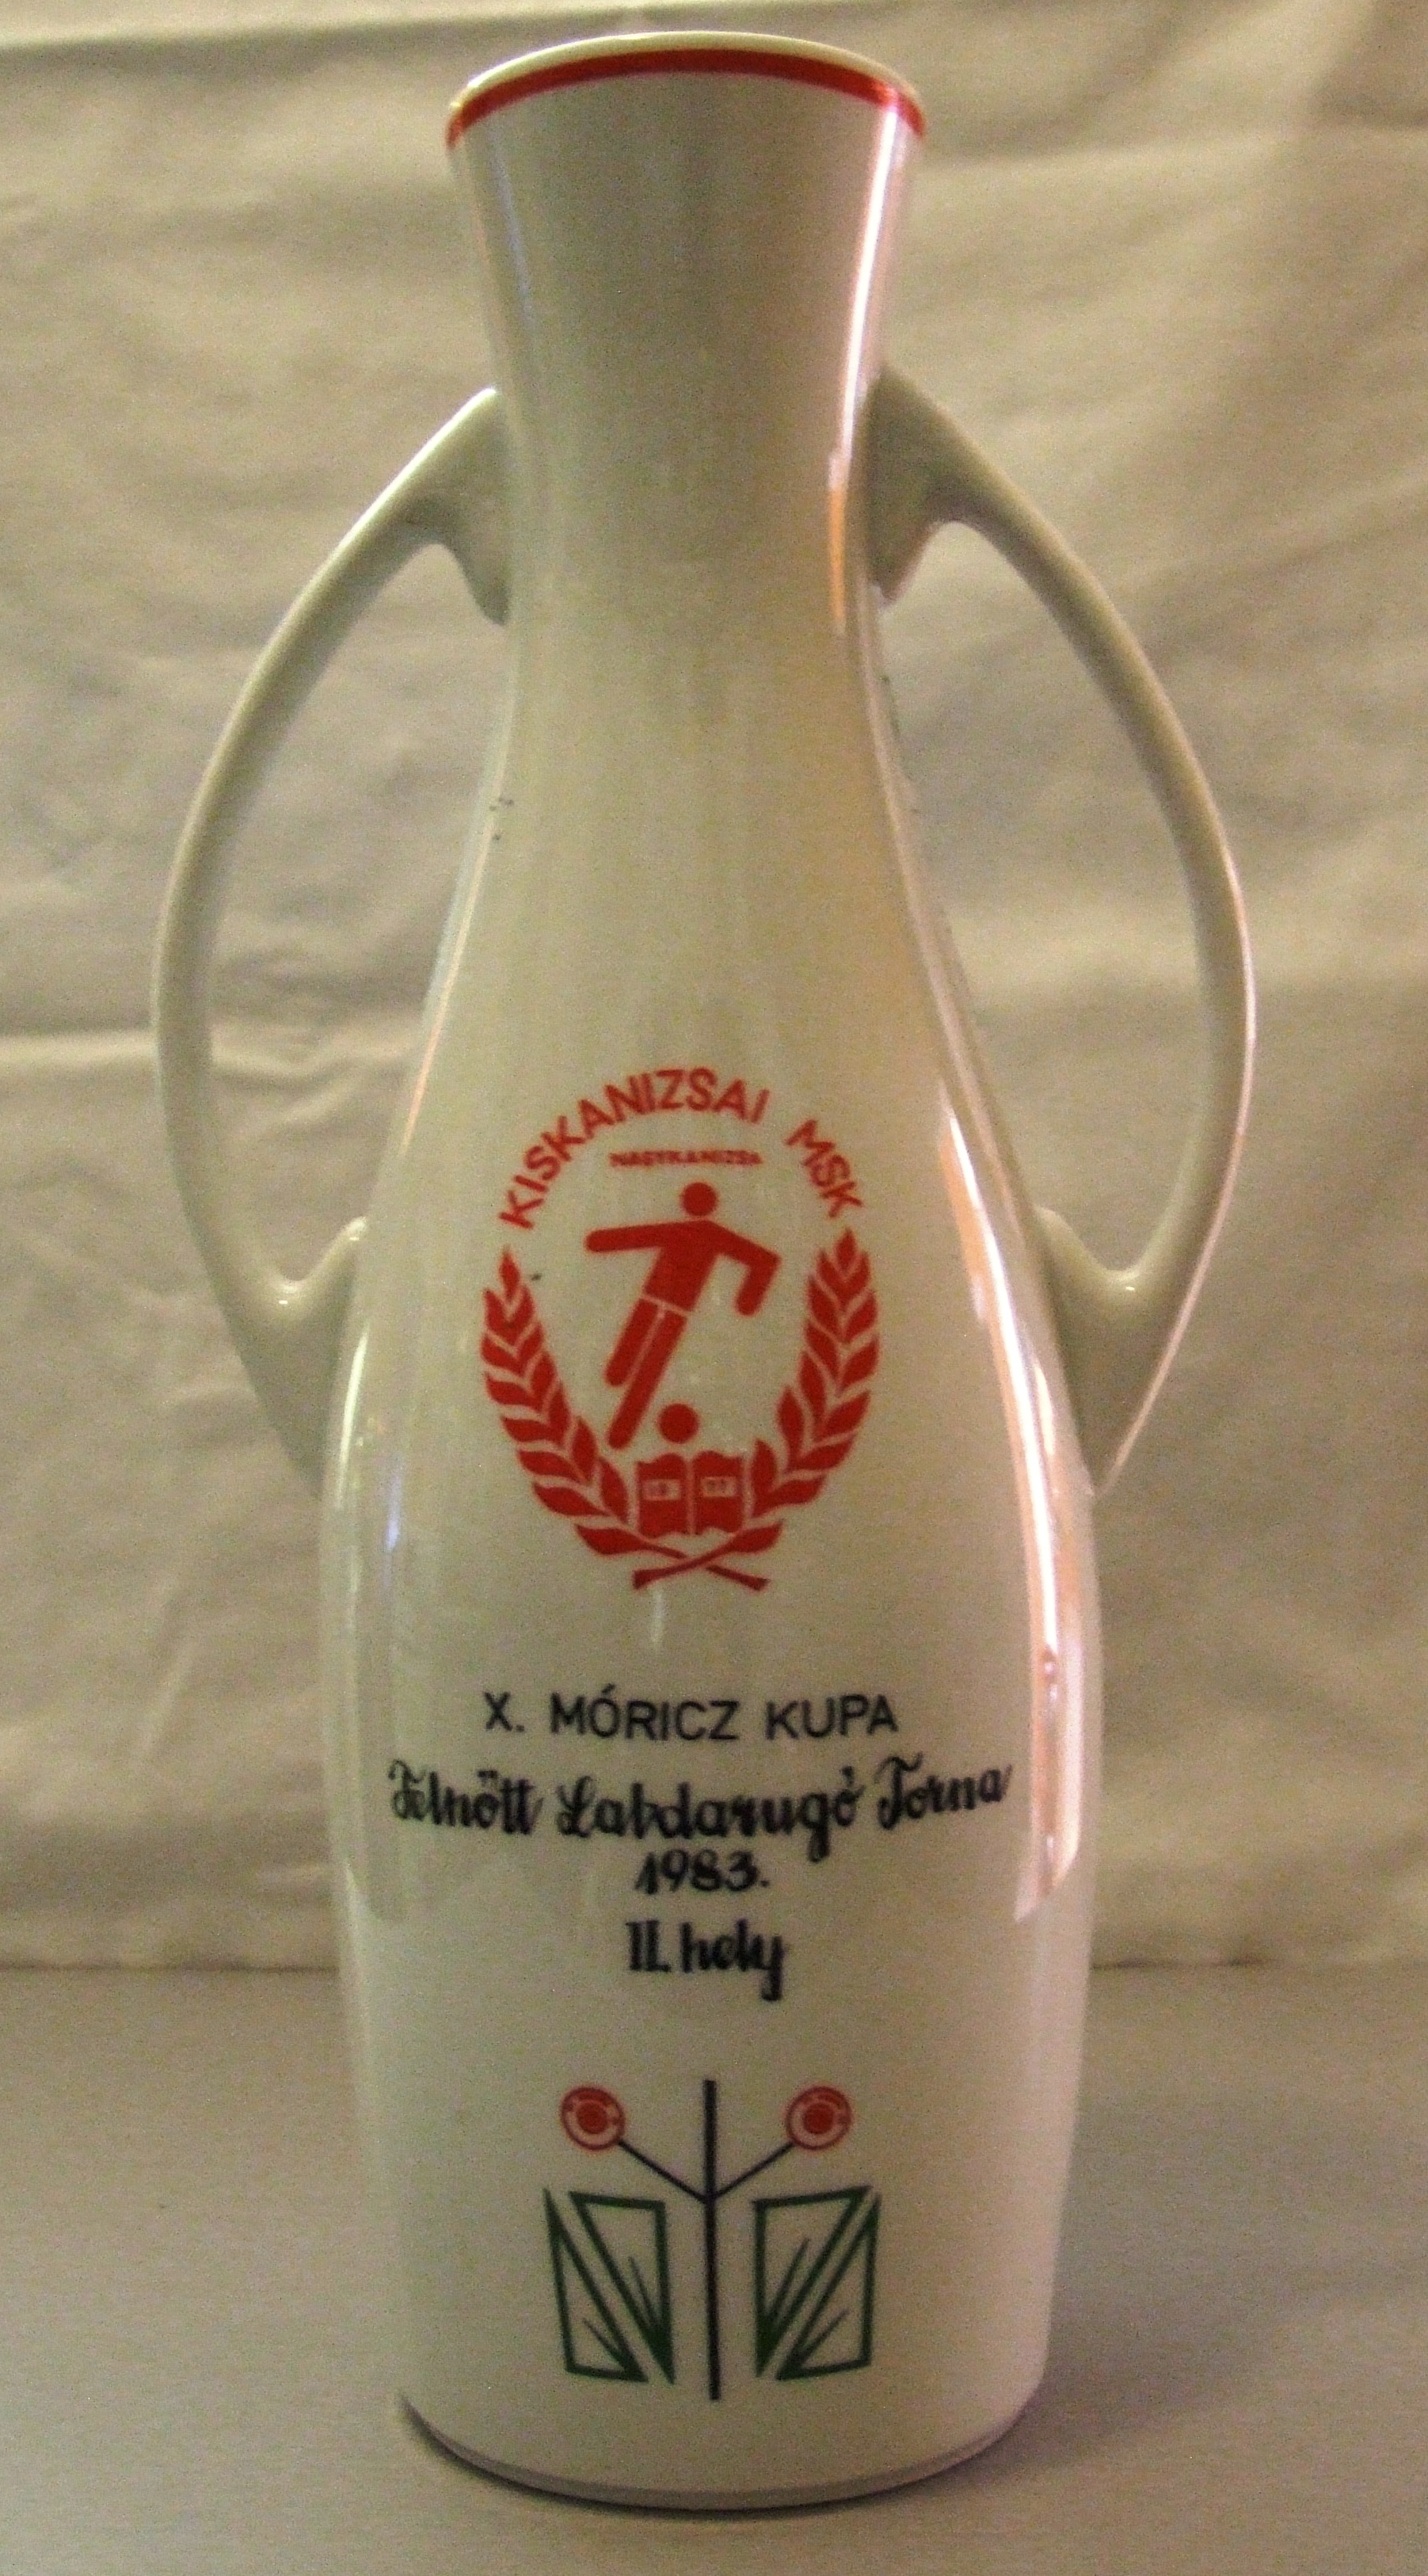 KISKANIZSAI MSK
NAGYKANIZSA
X. MÓRICZ KUPA
Felnőtt Labdarugó Torna
1983.
II. hely